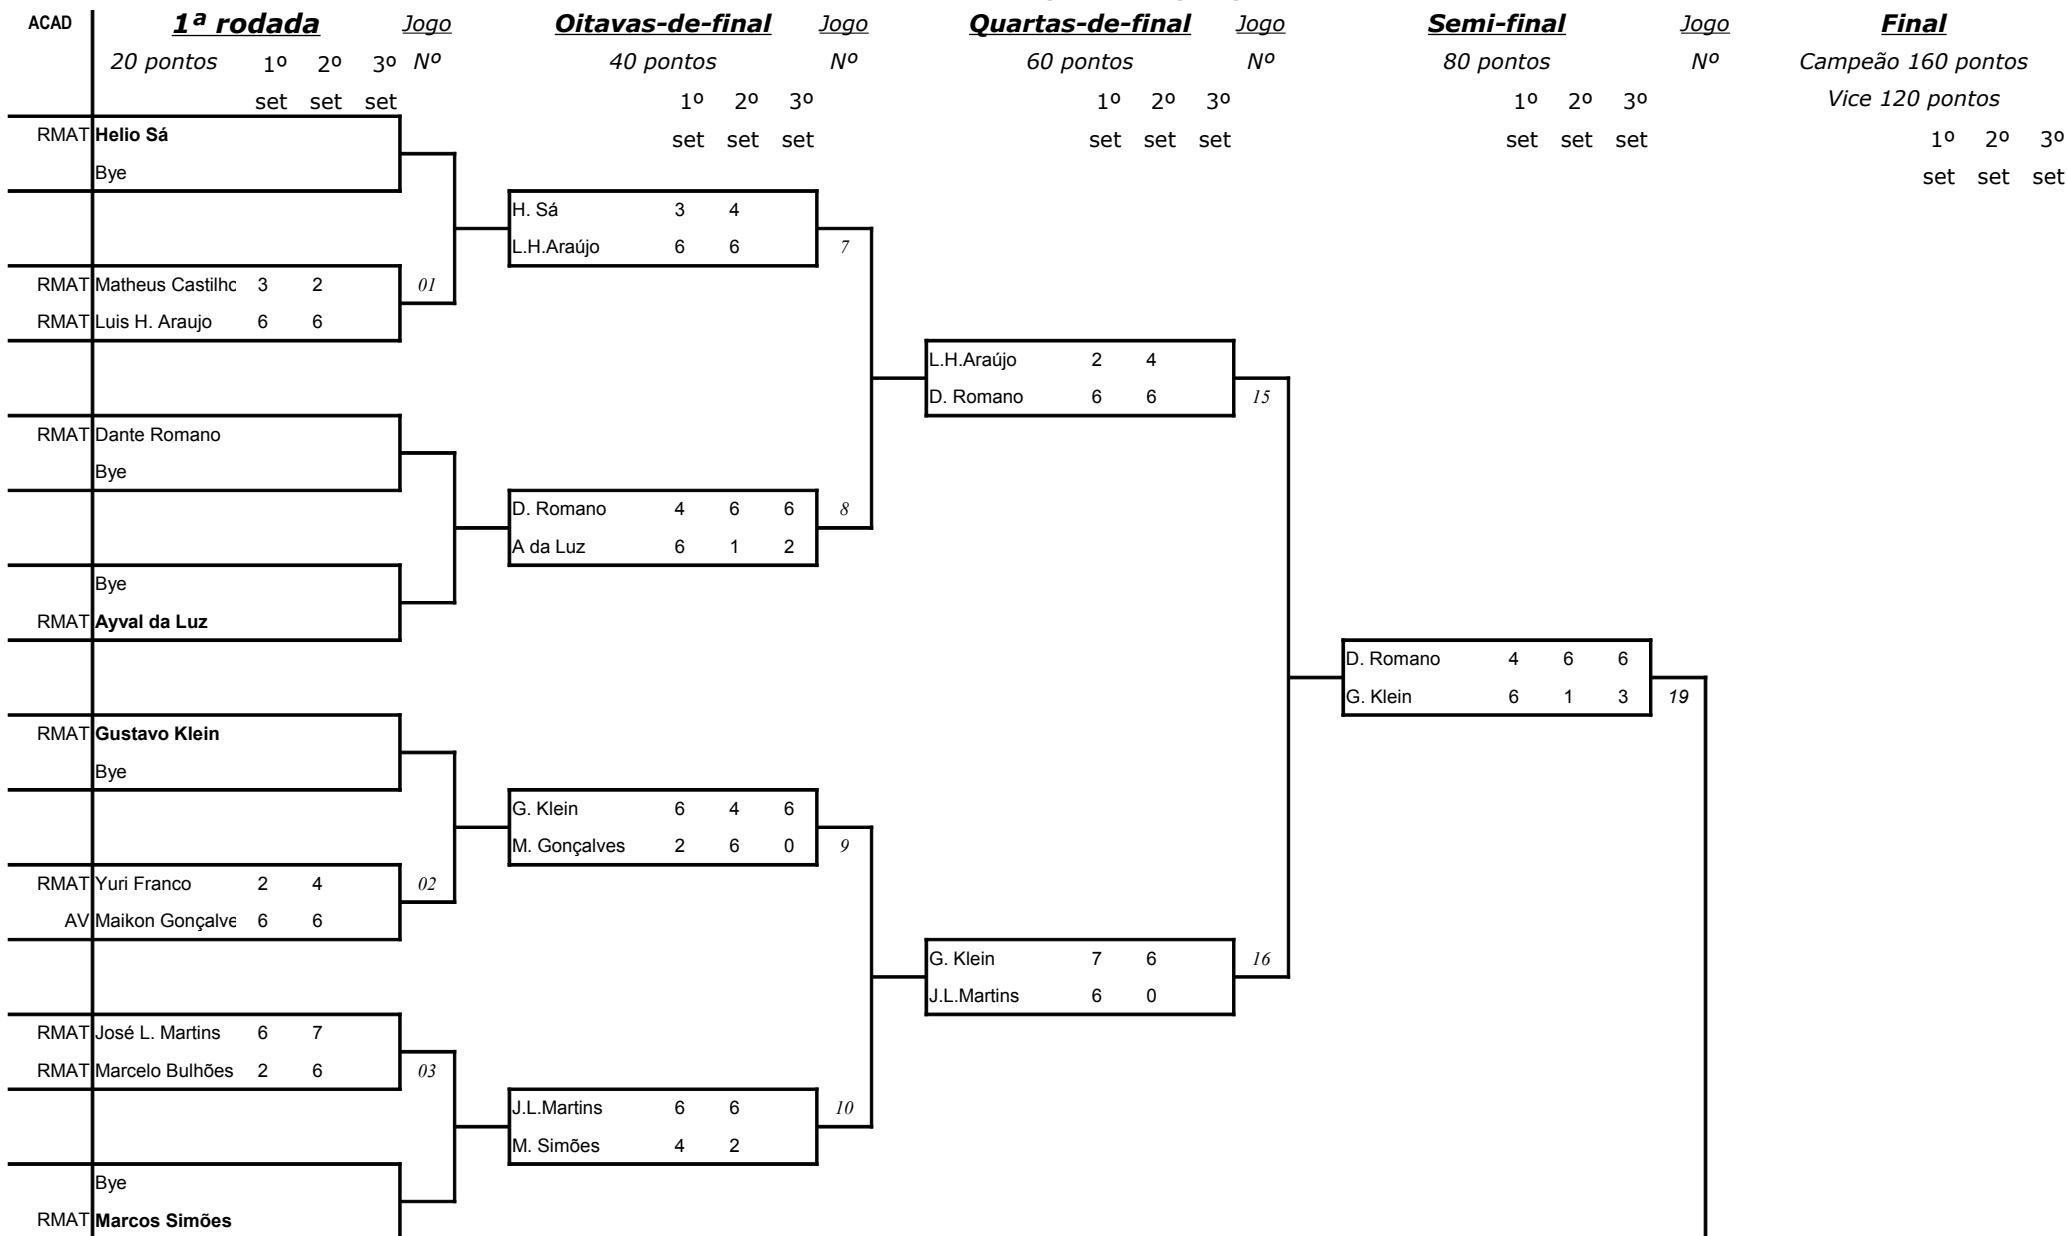 ACAD 1ª rodada Jogo Oitavas-de-final Jogo Quartas-de-final Jogo Semi-final Jogo Final
20 pontos 1º 2º 3º Nº 40 pontos Nº 60 pontos Nº 80 pontos Nº Campeão 160 pontos
set set set 1º 2º 3º 1º 2º 3º 1º 2º 3º Vice 120 pontos
RMAT Helio Sá set set set set set set set set set 1º 2º 3º
Bye set set set
H. Sá 3 4
L.H.Araújo 6 6 7
RMAT Matheus Castilho 3 2 01
RMAT Luis H. Araujo 6 6
L.H.Araújo 2 4
D. Romano 6 6 15
RMAT Dante Romano
Bye
D. Romano 4 6 6 8
A da Luz 6 1 2
Bye
RMAT Ayval da Luz
D. Romano 4 6 6
G. Klein 6 1 3 19
RMAT Gustavo Klein
Bye
G. Klein 6 4 6
M. Gonçalves 2 6 0 9
RMAT Yuri Franco 2 4 02
AV Maikon Gonçalve 6 6
G. Klein 7 6 16
J.L.Martins 6 0
RMAT José L. Martins 6 7
RMAT Marcelo Bulhões 2 6 03
J.L.Martins 6 6 10
M. Simões 4 2
Bye
RMAT Marcos Simões